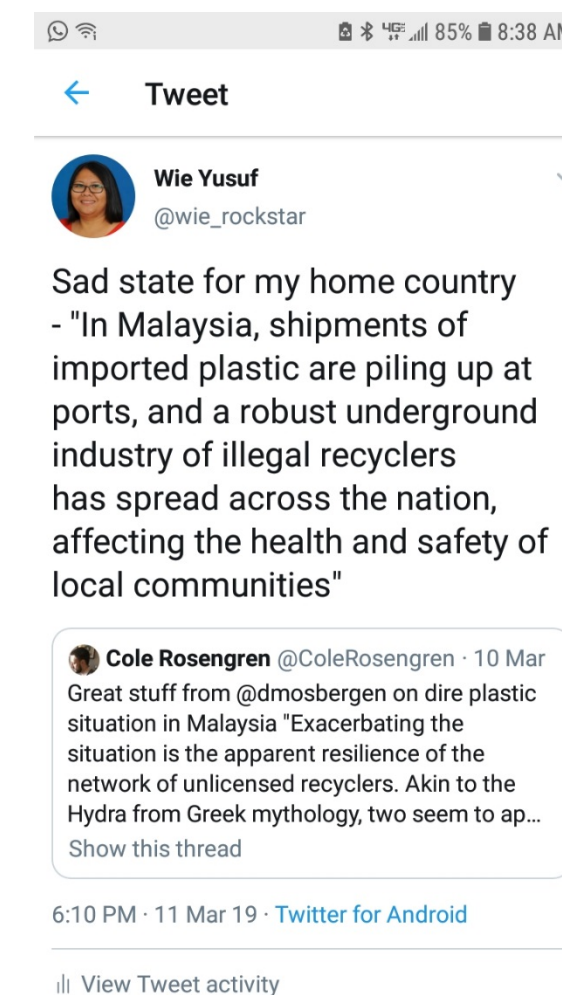 85% 8:38 AM
Tweet
Wie Yusuf
@wie_rockstar
Sad state for my home country
- "In Malaysia, shipments of
imported plastic are piling up at
ports, and a robust underground
industry of illegal recyclers
has spread across the nation,
affecting the health and safety of
local communities"
Cole Rosengren @ColeRosengren · 10 Mar
Great stuff from @dmosbergen on dire plastic
situation in Malaysia "Exacerbating the
situation is the apparent resilience of the
network of unlicensed recyclers. Akin to the
Hydra from Greek mythology, two seem to ap...
Show this thread
6:10 PM · 11 Mar 19 · Twitter for Android
View Tweet activity